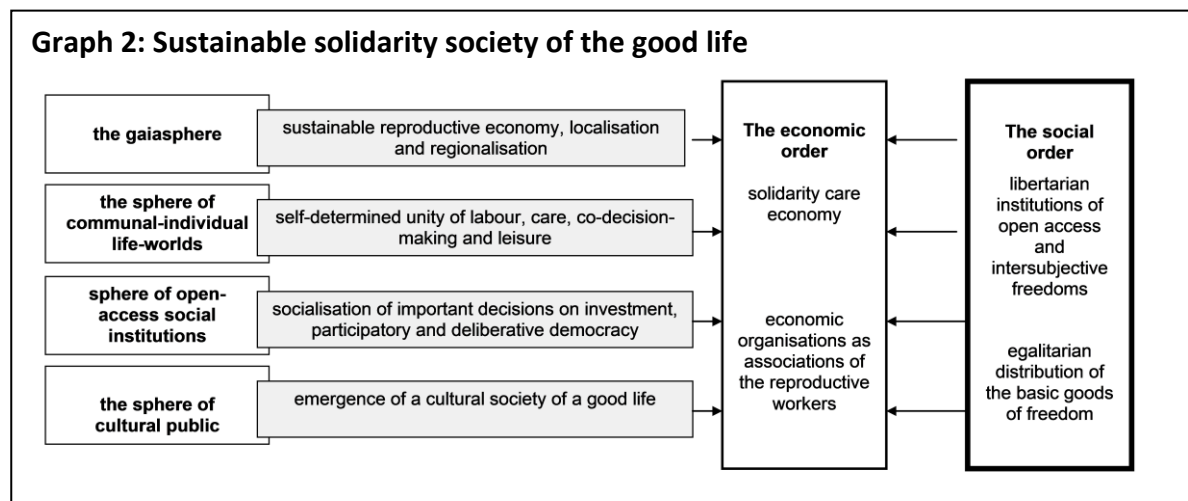 Graph 2: Sustainable solidarity society of the good life
the gaiasphere
sustainable reproductive economy, localisation
and regionalisation
the sphere of
communal-individual
life-worlds
self-determined unity of labour, care, co-decision-
making and leisure
sphere of open-
access social
institutions
socialisation of important decisions on investment,
participatory and deliberative democracy
the sphere of
cultural public
emergence of a cultural society of a good life
The economic
order
solidarity care
economy
economic
organisations as
associations of
the reproductive
workers
The social
order
libertarian
institutions of
open access
and
intersubjective
freedoms
egalitarian
distribution of
the basic goods
of freedom